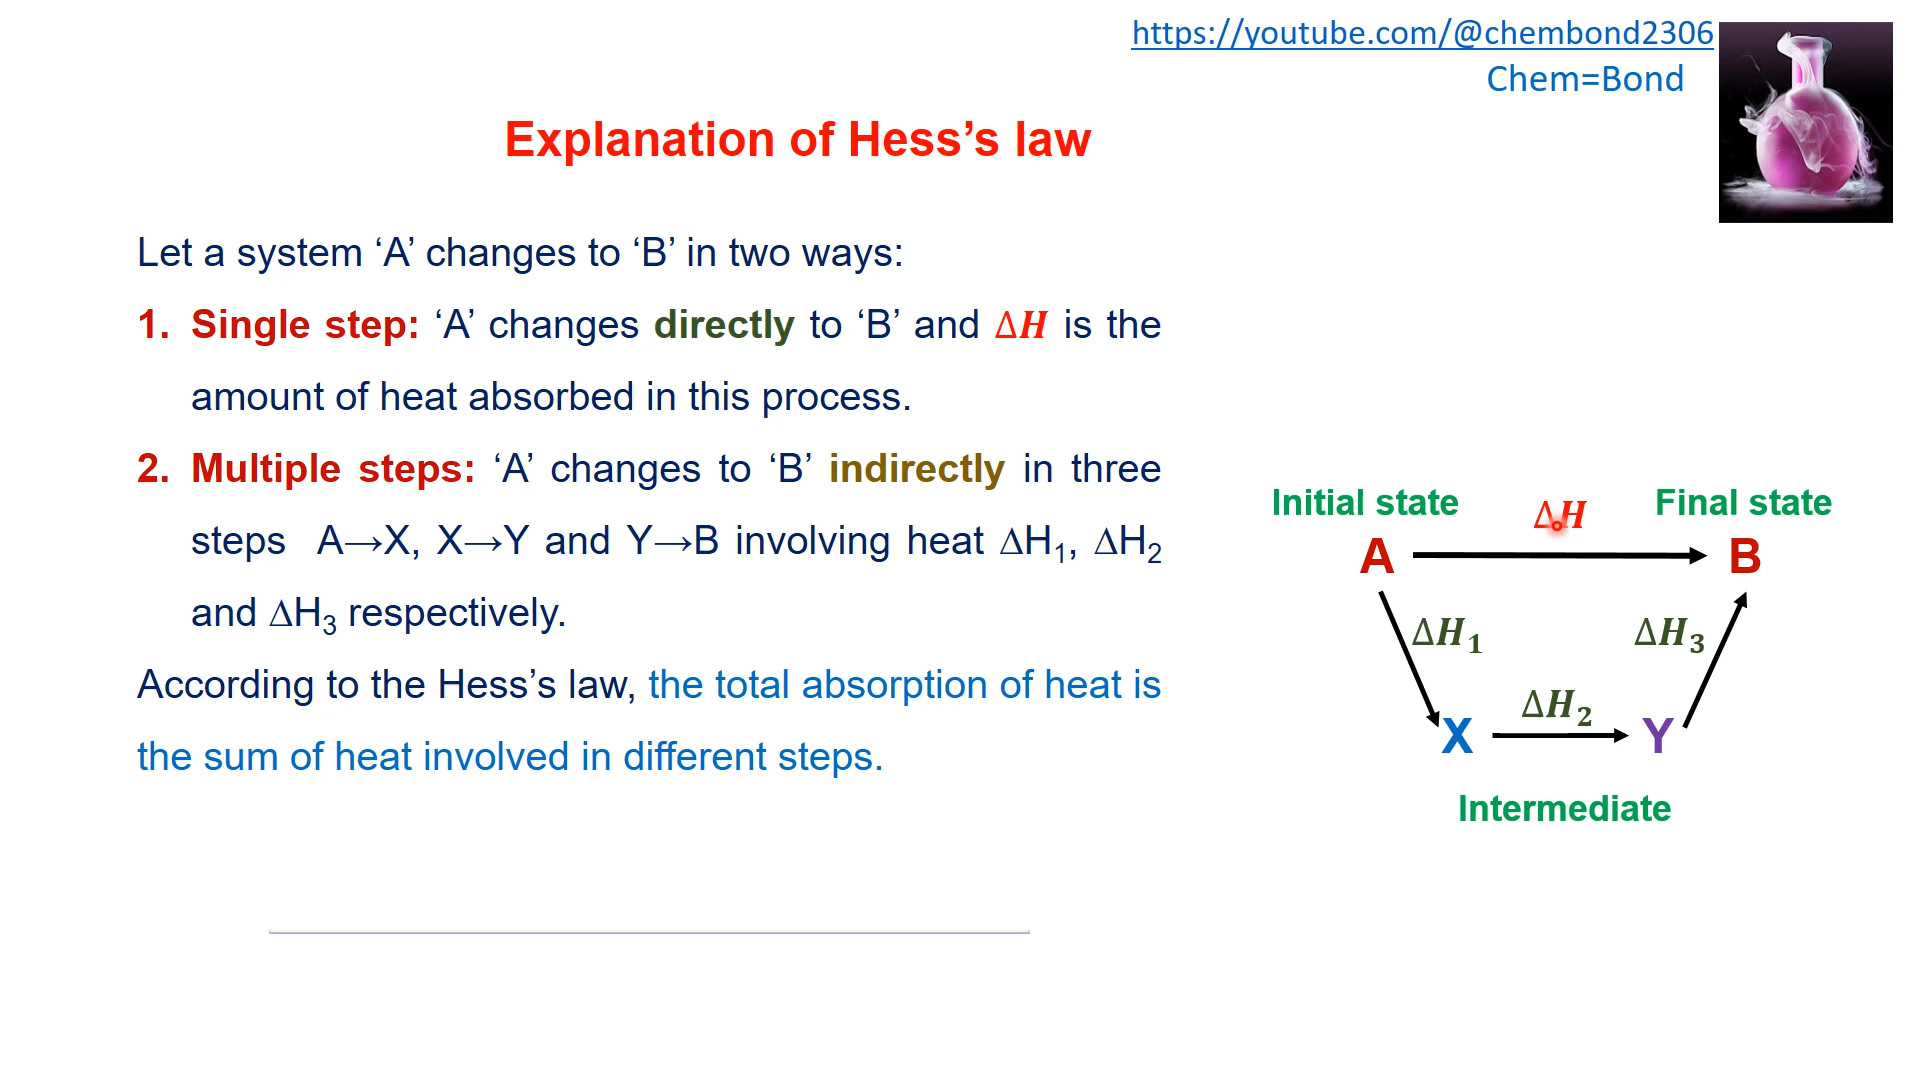 https://youtube.com/@chembond2306
Chem=Bond
Explanation of Hess’s law
Let a system ‘A’ changes to ‘B’ in two ways:
1. Single step: ‘A’ changes directly to ‘B’ and ΔH is the
amount of heat absorbed in this process.
2. Multiple steps: ‘A’ changes to ‘B’ indirectly in three
steps A→X, X→Y and Y→B involving heat ΔH₁, ΔH₂
and ΔH₃ respectively.
According to the Hess’s law, the total absorption of heat is
the sum of heat involved in different steps.
Initial state
ΔH
Final state
A
B
ΔH₁
ΔH₃
ΔH₂
X
Y
Intermediate